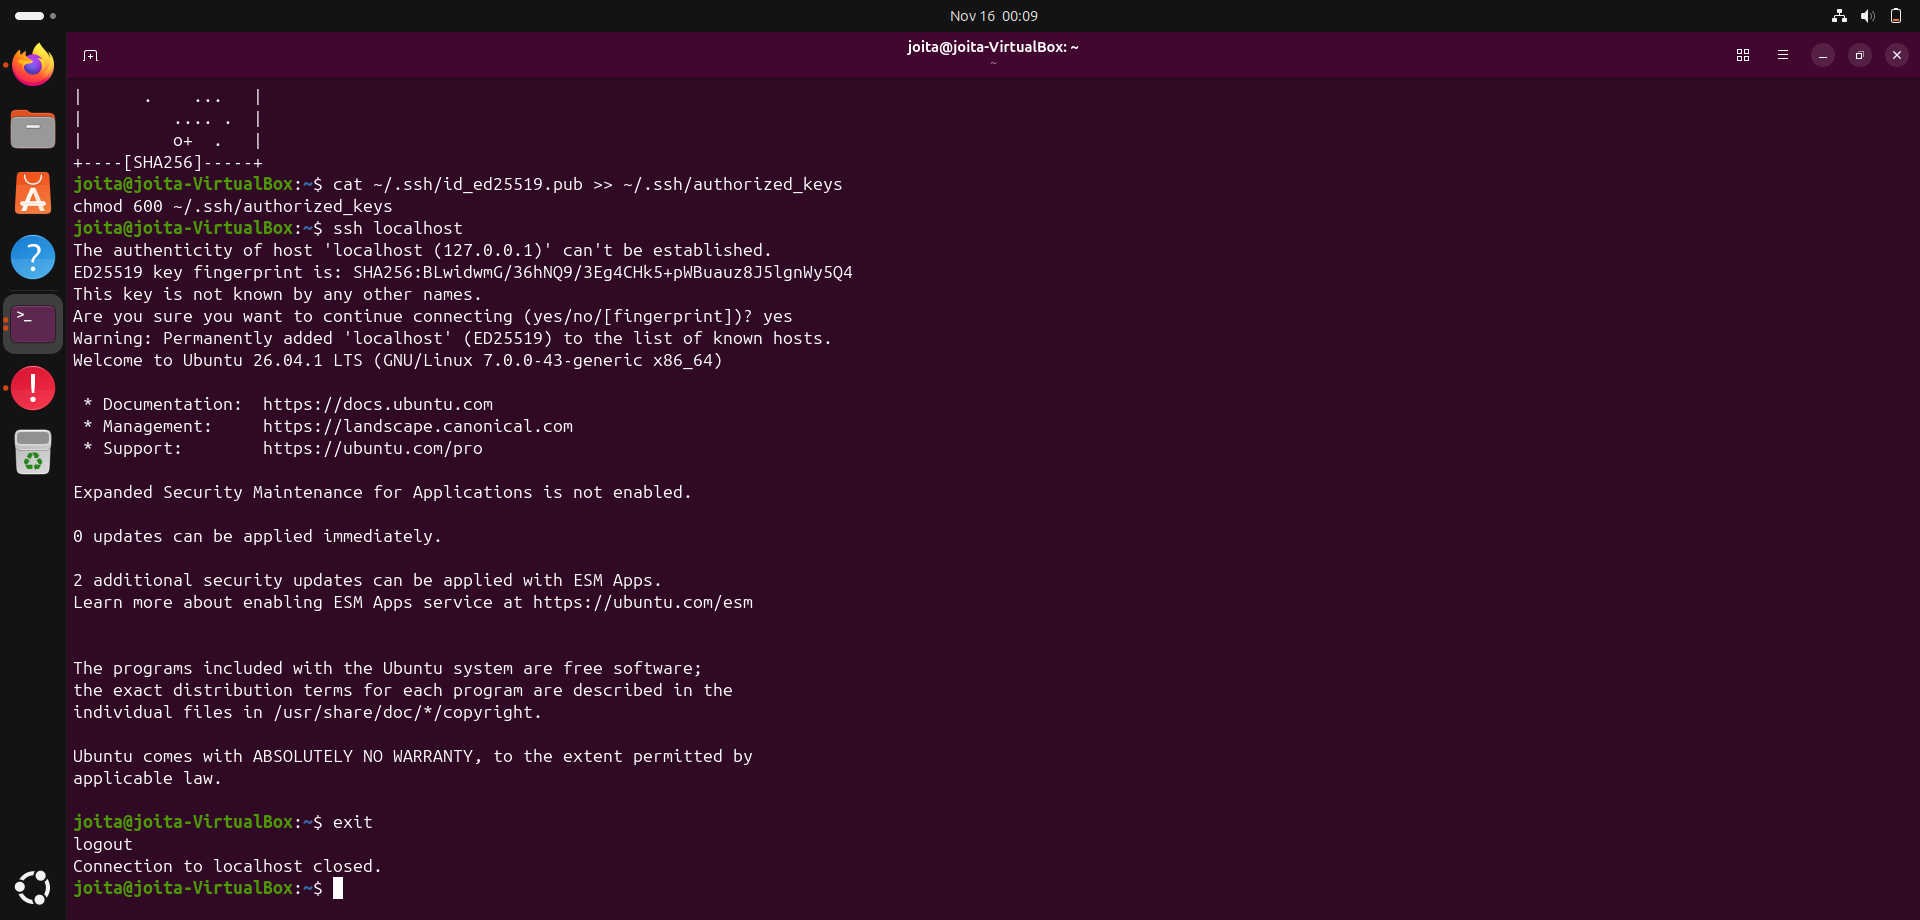 Nov 16 00:09
joita@joita-VirtualBox: ~
~
|      .    ...   |
|         .... .  |
|         o+  .   |
+----[SHA256]-----+
joita@joita-VirtualBox:~$ cat ~/.ssh/id_ed25519.pub >> ~/.ssh/authorized_keys
chmod 600 ~/.ssh/authorized_keys
joita@joita-VirtualBox:~$ ssh localhost
The authenticity of host 'localhost (127.0.0.1)' can't be established.
ED25519 key fingerprint is: SHA256:BLwidwmG/36hNQ9/3Eg4CHk5+pWBuauz8J5lgnWy5Q4
This key is not known by any other names.
Are you sure you want to continue connecting (yes/no/[fingerprint])? yes
Warning: Permanently added 'localhost' (ED25519) to the list of known hosts.
Welcome to Ubuntu 26.04.1 LTS (GNU/Linux 7.0.0-43-generic x86_64)
 * Documentation:  https://docs.ubuntu.com
 * Management:     https://landscape.canonical.com
 * Support:        https://ubuntu.com/pro
Expanded Security Maintenance for Applications is not enabled.
0 updates can be applied immediately.
2 additional security updates can be applied with ESM Apps.
Learn more about enabling ESM Apps service at https://ubuntu.com/esm
The programs included with the Ubuntu system are free software;
the exact distribution terms for each program are described in the
individual files in /usr/share/doc/*/copyright.
Ubuntu comes with ABSOLUTELY NO WARRANTY, to the extent permitted by
applicable law.
joita@joita-VirtualBox:~$ exit
logout
Connection to localhost closed.
joita@joita-VirtualBox:~$